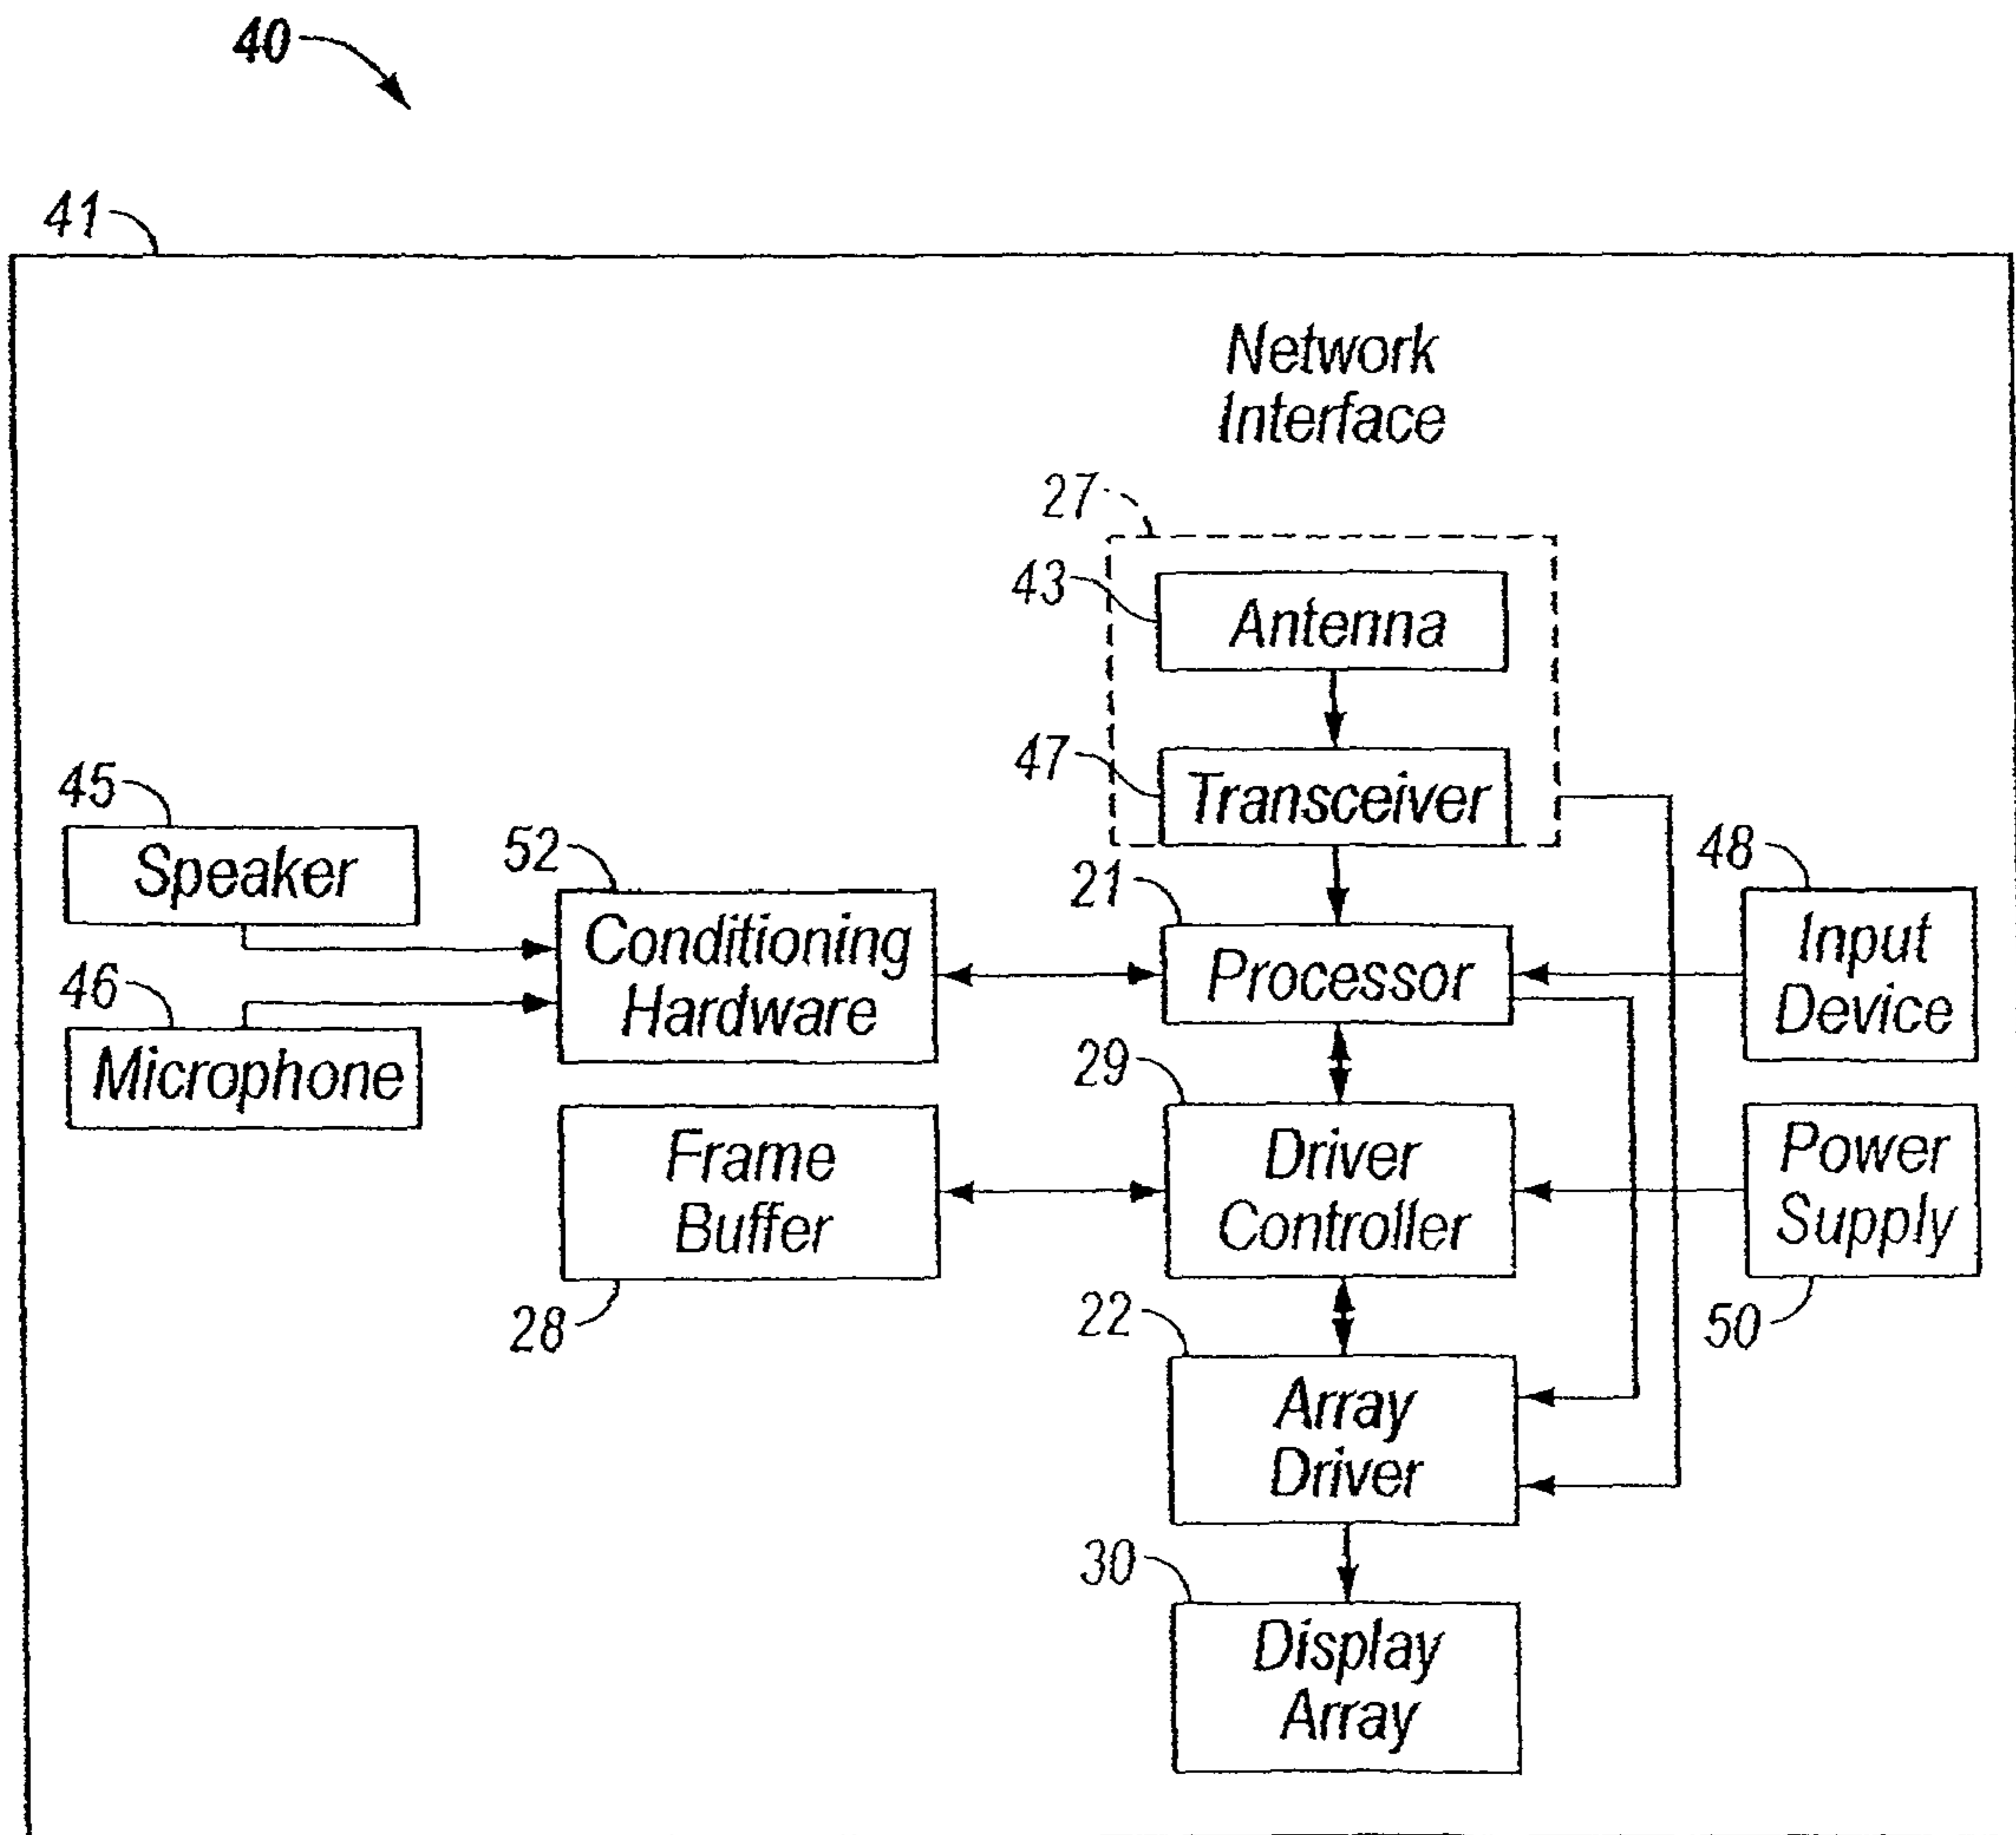 40
41
Network
Interface
27
43
Antenna
47
Transceiver
45
Speaker
52
Conditioning
Hardware
21
Processor
48
Input
Device
46
Microphone
29
Driver
Controller
Frame
Buffer
28
Power
Supply
50
22
Array
Driver
30
Display
Array